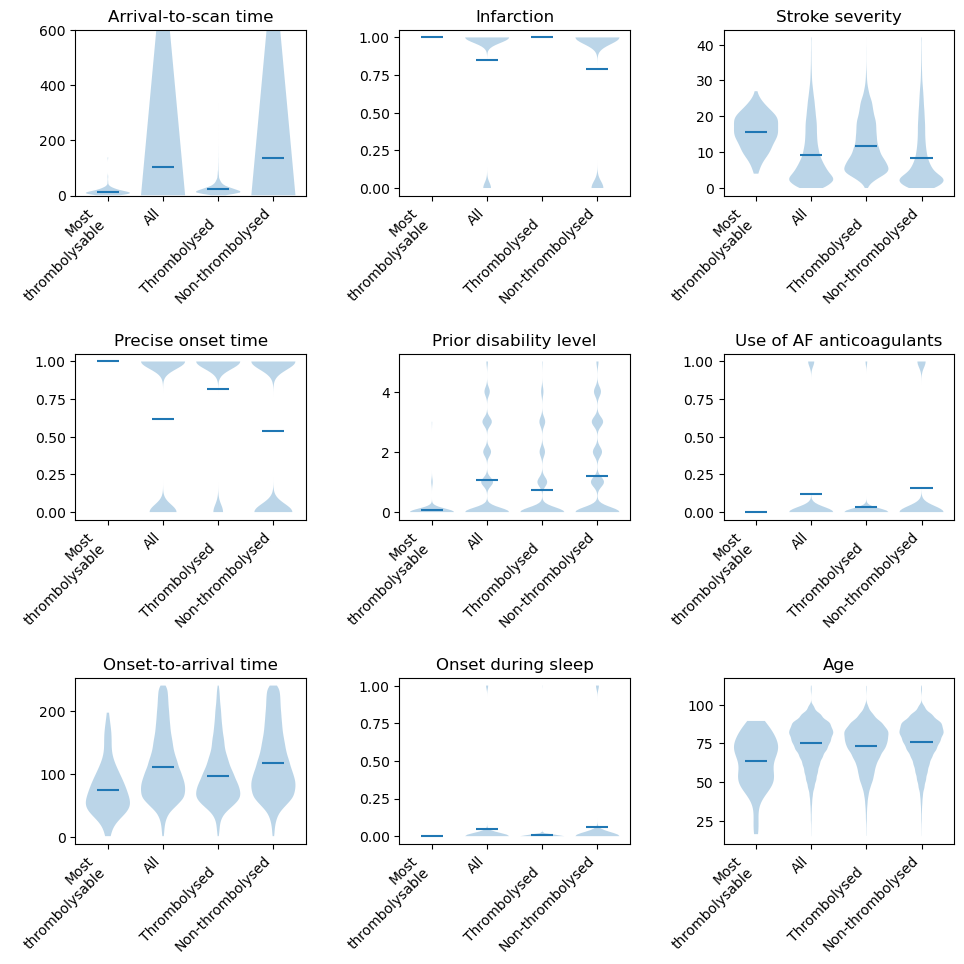 Arrival-to-scan time
600
400
200
0
Most
thrombolysable
All
Thrombolysed
Non-thrombolysed
Infarction
1.00
0.75
0.50
0.25
0.00
Most
thrombolysable
All
Thrombolysed
Non-thrombolysed
Stroke severity
40
30
20
10
0
Most
thrombolysable
All
Thrombolysed
Non-thrombolysed
Precise onset time
1.00
0.75
0.50
0.25
0.00
Most
thrombolysable
All
Thrombolysed
Non-thrombolysed
Prior disability level
4
2
0
Most
thrombolysable
All
Thrombolysed
Non-thrombolysed
Use of AF anticoagulants
1.00
0.75
0.50
0.25
0.00
Most
thrombolysable
All
Thrombolysed
Non-thrombolysed
Onset-to-arrival time
200
100
0
Most
thrombolysable
All
Thrombolysed
Non-thrombolysed
Onset during sleep
1.00
0.75
0.50
0.25
0.00
Most
thrombolysable
All
Thrombolysed
Non-thrombolysed
Age
100
75
50
25
Most
thrombolysable
All
Thrombolysed
Non-thrombolysed